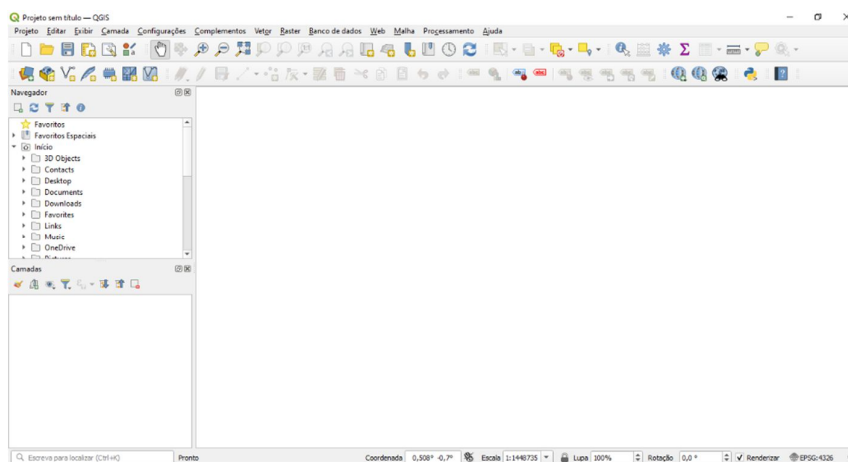 Projeto sem título — QGIS
Projeto Editar Exibir Camada Configurações Complementos Vetor Raster Banco de dados Web Malha Processamento Ajuda
Navegador
Favoritos
Favoritos Espaciais
Início
3D Objects
Contacts
Desktop
Documents
Downloads
Favorites
Links
Music
OneDrive
Pictures
Camadas
Escreva para localizar (Ctrl+K) Pronto Coordenada 0,508° -0,7° Escala 1:1448735 Lupa 100% Rotação 0,0 ° Renderizar EPSG:4326